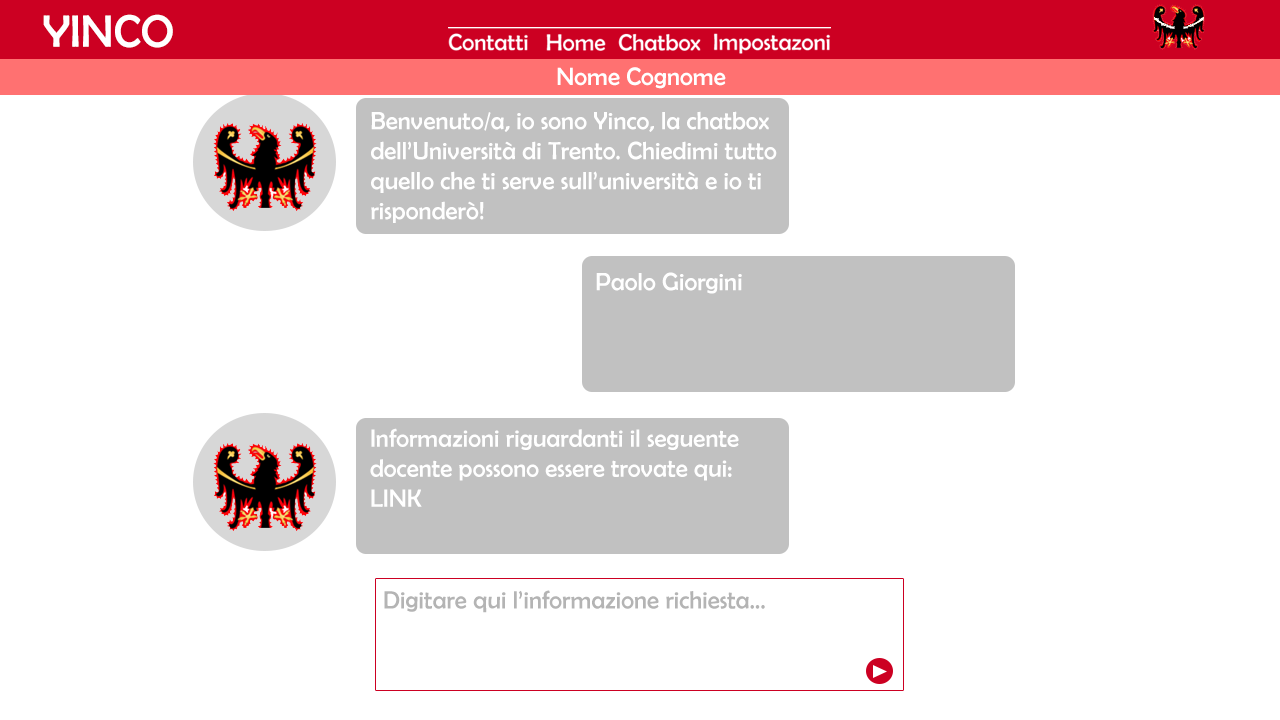 YINCO
Contatti Home Chatbox Impostazoni
Nome Cognome
Benvenuto/a, io sono Yinco, la chatbox
dell'Università di Trento. Chiedimi tutto
quello che ti serve sull'università e io ti
risponderò!
Paolo Giorgini
Informazioni riguardanti il seguente
docente possono essere trovate qui:
LINK
Digitare qui l'informazione richiesta...